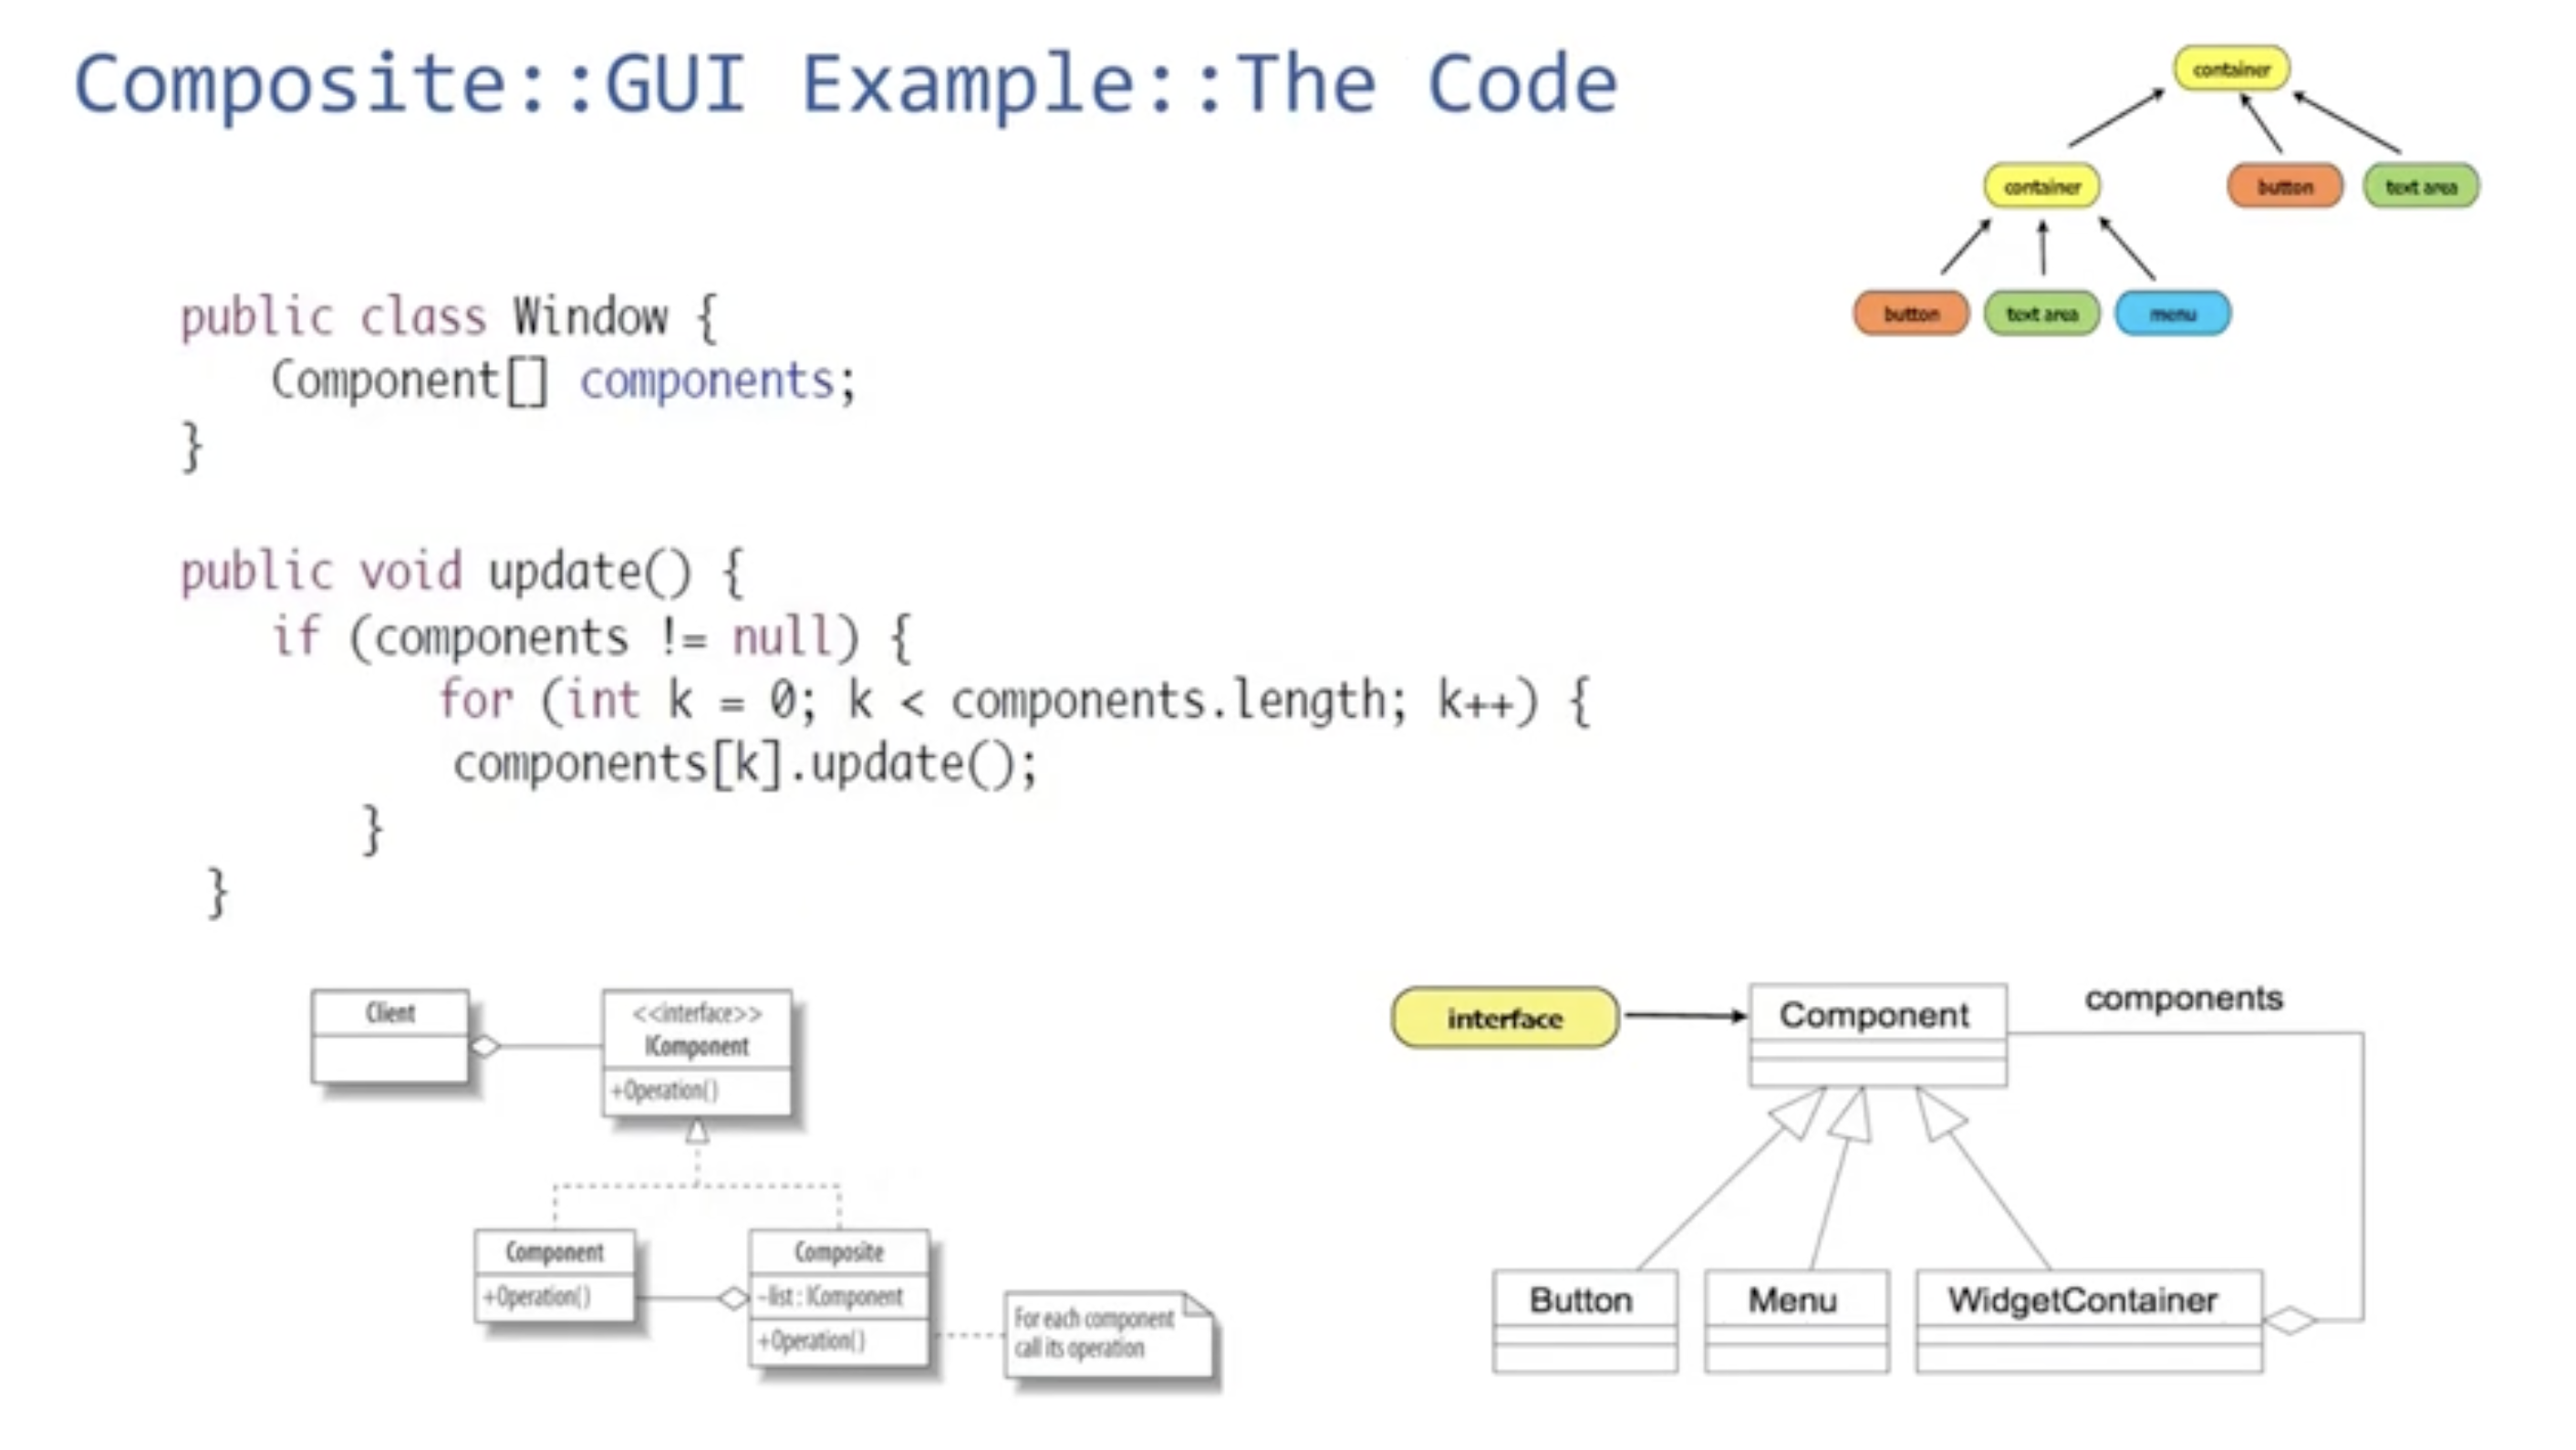 Composite::GUI Example::The Code
container
container
button
text area
button
text area
menu
public class Window {
Component[] components;
}
public void update() {
if (components != null) {
for (int k = 0; k < components.length; k++) {
components[k].update();
}
}
Client
<<interface>>
IComponent
+Operation()
Component
+Operation()
Composite
-list : IComponent
+Operation()
For each component
call its operation
interface
Component
components
Button
Menu
WidgetContainer